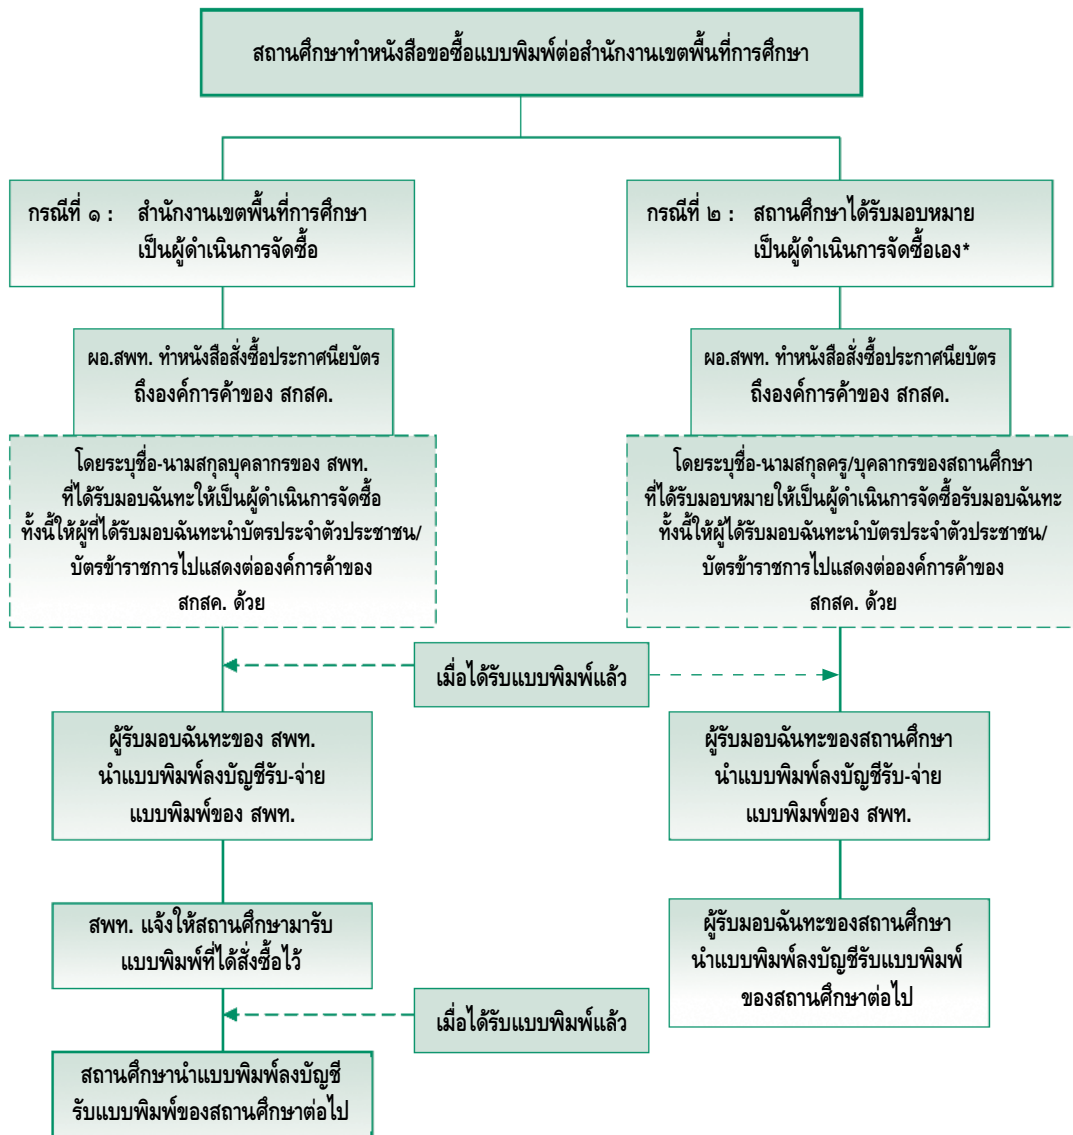 สถานศึกษาทำหนังสือขอซื้อแบบพิมพ์ต่อสำนักงานเขตพื้นที่การศึกษา
กรณีที่ ๑ : สำนักงานเขตพื้นที่การศึกษา
เป็นผู้ดำเนินการจัดซื้อ
กรณีที่ ๒ : สถานศึกษาได้รับมอบหมาย
เป็นผู้ดำเนินการจัดซื้อเอง*
ผอ.สพท. ทำหนังสือสั่งซื้อประกาศนียบัตร
ถึงองค์การค้าของ สกสค.
ผอ.สพท. ทำหนังสือสั่งซื้อประกาศนียบัตร
ถึงองค์การค้าของ สกสค.
โดยระบุชื่อ-นามสกุลบุคลากรของ สพท.
ที่ได้รับมอบฉันทะให้เป็นผู้ดำเนินการจัดซื้อ
ทั้งนี้ให้ผู้ที่ได้รับมอบฉันทะนำบัตรประจำตัวประชาชน/
บัตรข้าราชการไปแสดงต่อองค์การค้าของ
สกสค. ด้วย
โดยระบุชื่อ-นามสกุลครู/บุคลากรของสถานศึกษา
ที่ได้รับมอบหมายให้เป็นผู้ดำเนินการจัดซื้อรับมอบฉันทะ
ทั้งนี้ให้ผู้ได้รับมอบฉันทะนำบัตรประจำตัวประชาชน/
บัตรข้าราชการไปแสดงต่อองค์การค้าของ
สกสค. ด้วย
เมื่อได้รับแบบพิมพ์แล้ว
ผู้รับมอบฉันทะของ สพท.
นำแบบพิมพ์ลงบัญชีรับ-จ่าย
แบบพิมพ์ของ สพท.
ผู้รับมอบฉันทะของสถานศึกษา
นำแบบพิมพ์ลงบัญชีรับ-จ่าย
แบบพิมพ์ของ สพท.
สพท. แจ้งให้สถานศึกษามารับ
แบบพิมพ์ที่ได้สั่งซื้อไว้
ผู้รับมอบฉันทะของสถานศึกษา
นำแบบพิมพ์ลงบัญชีรับแบบพิมพ์
ของสถานศึกษาต่อไป
เมื่อได้รับแบบพิมพ์แล้ว
สถานศึกษานำแบบพิมพ์ลงบัญชี
รับแบบพิมพ์ของสถานศึกษาต่อไป